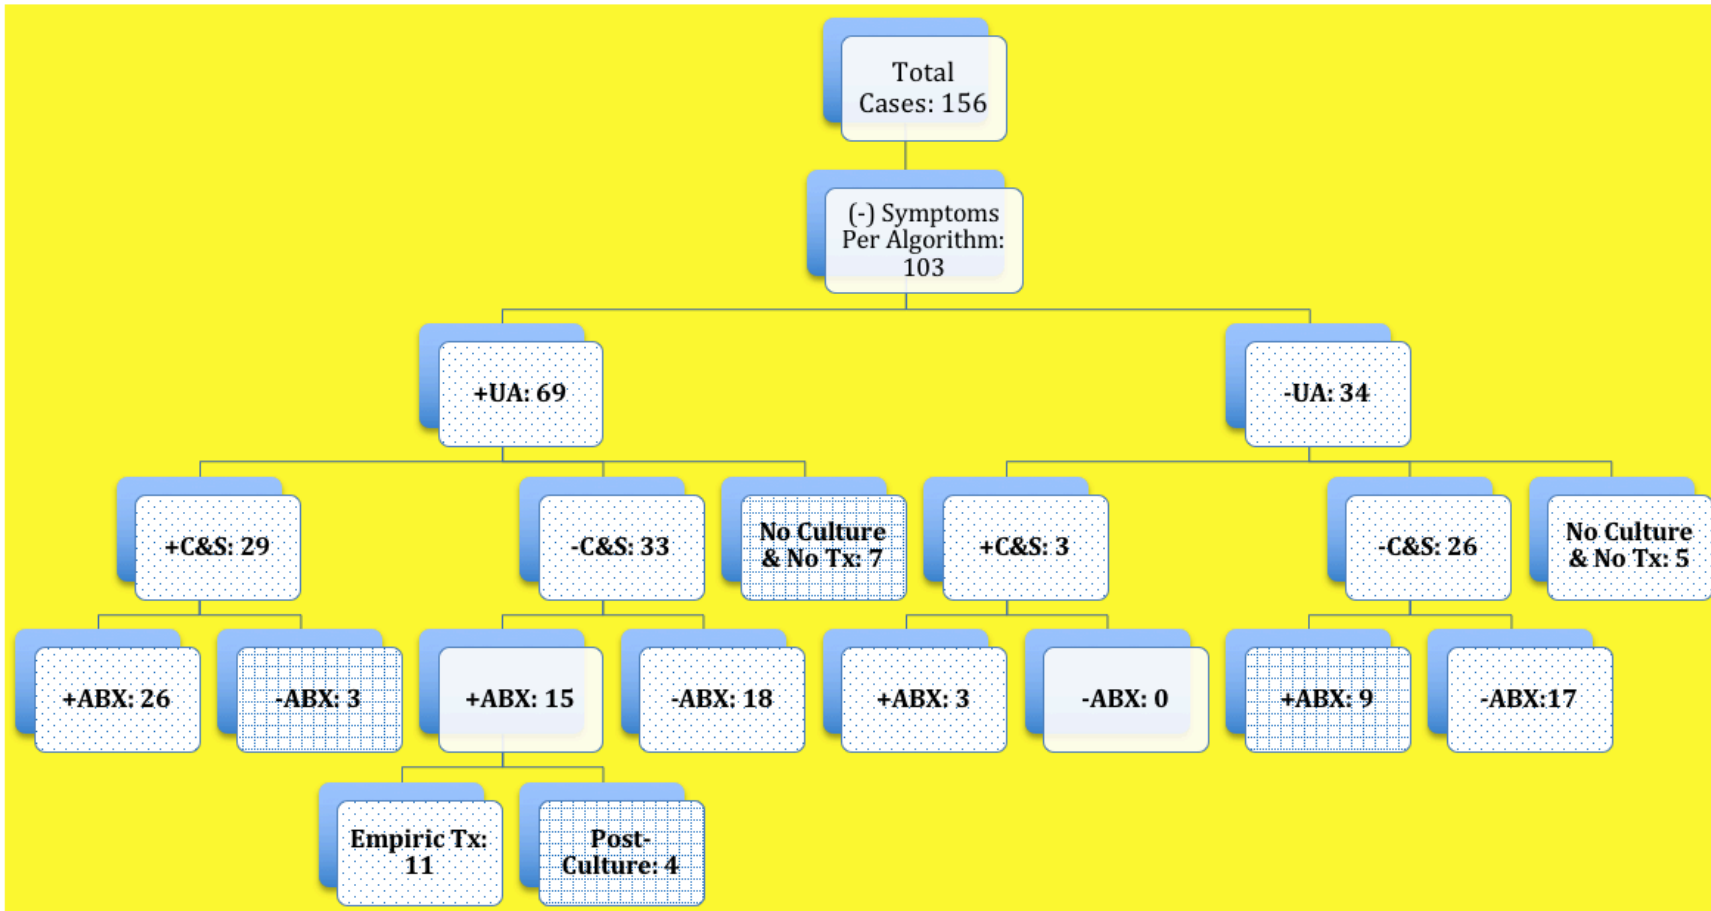 Total
Cases: 156
(-) Symptoms
Per Algorithm:
103
+UA: 69
-UA: 34
+C&S: 29
-C&S: 33
No Culture
& No Tx: 7
+C&S: 3
-C&S: 26
No Culture
& No Tx: 5
+ABX: 26
-ABX: 3
+ABX: 15
-ABX: 18
+ABX: 3
-ABX: 0
+ABX: 9
-ABX:17
Empiric Tx:
11
Post-
Culture: 4